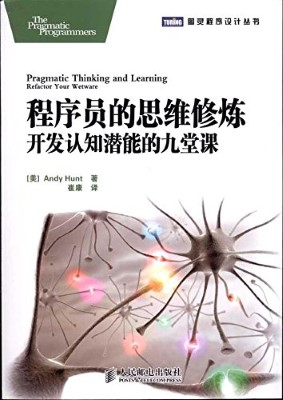 The
Pragmatic
Programmers
TURING 图灵程序设计丛书
Pragmatic Thinking and Learning
Refactor Your Wetware
程序员的思维修炼
开发认知潜能的九堂课
[美] Andy Hunt 著
崔康 译
人民邮电出版社
POSTS & TELECOM PRESS